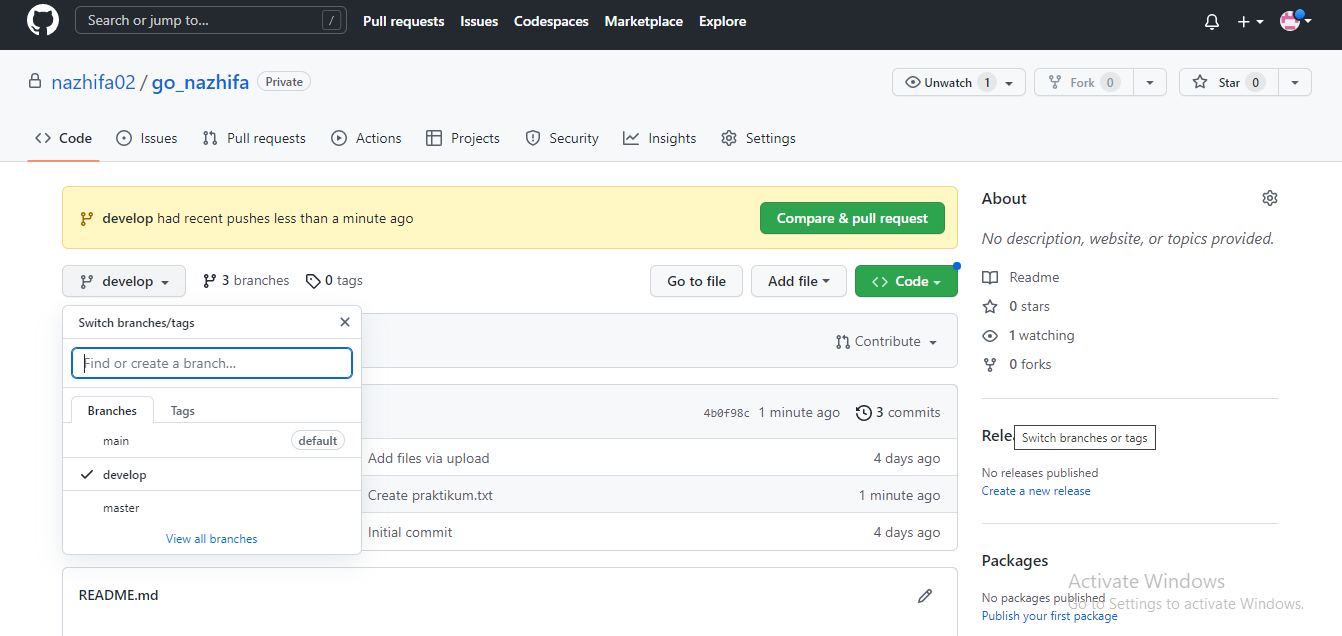 Search or jump to... /
Pull requests Issues Codespaces Marketplace Explore
nazhifa02 / go_nazhifa Private
Unwatch 1 Fork 0 Star 0
Code Issues Pull requests Actions Projects Security Insights Settings
develop had recent pushes less than a minute ago Compare & pull request
develop 3 branches 0 tags Go to file Add file Code
Switch branches/tags
Find or create a branch...
Branches Tags
main default
develop
master
View all branches
Contribute
4b0f98c 1 minute ago 3 commits
Add files via upload 4 days ago
Create praktikum.txt 1 minute ago
Initial commit 4 days ago
README.md
About
No description, website, or topics provided.
Readme
0 stars
1 watching
0 forks
Switch branches or tags
No releases published
Create a new release
Packages
No packages published
Publish your first package
Activate Windows
Go to Settings to activate Windows.